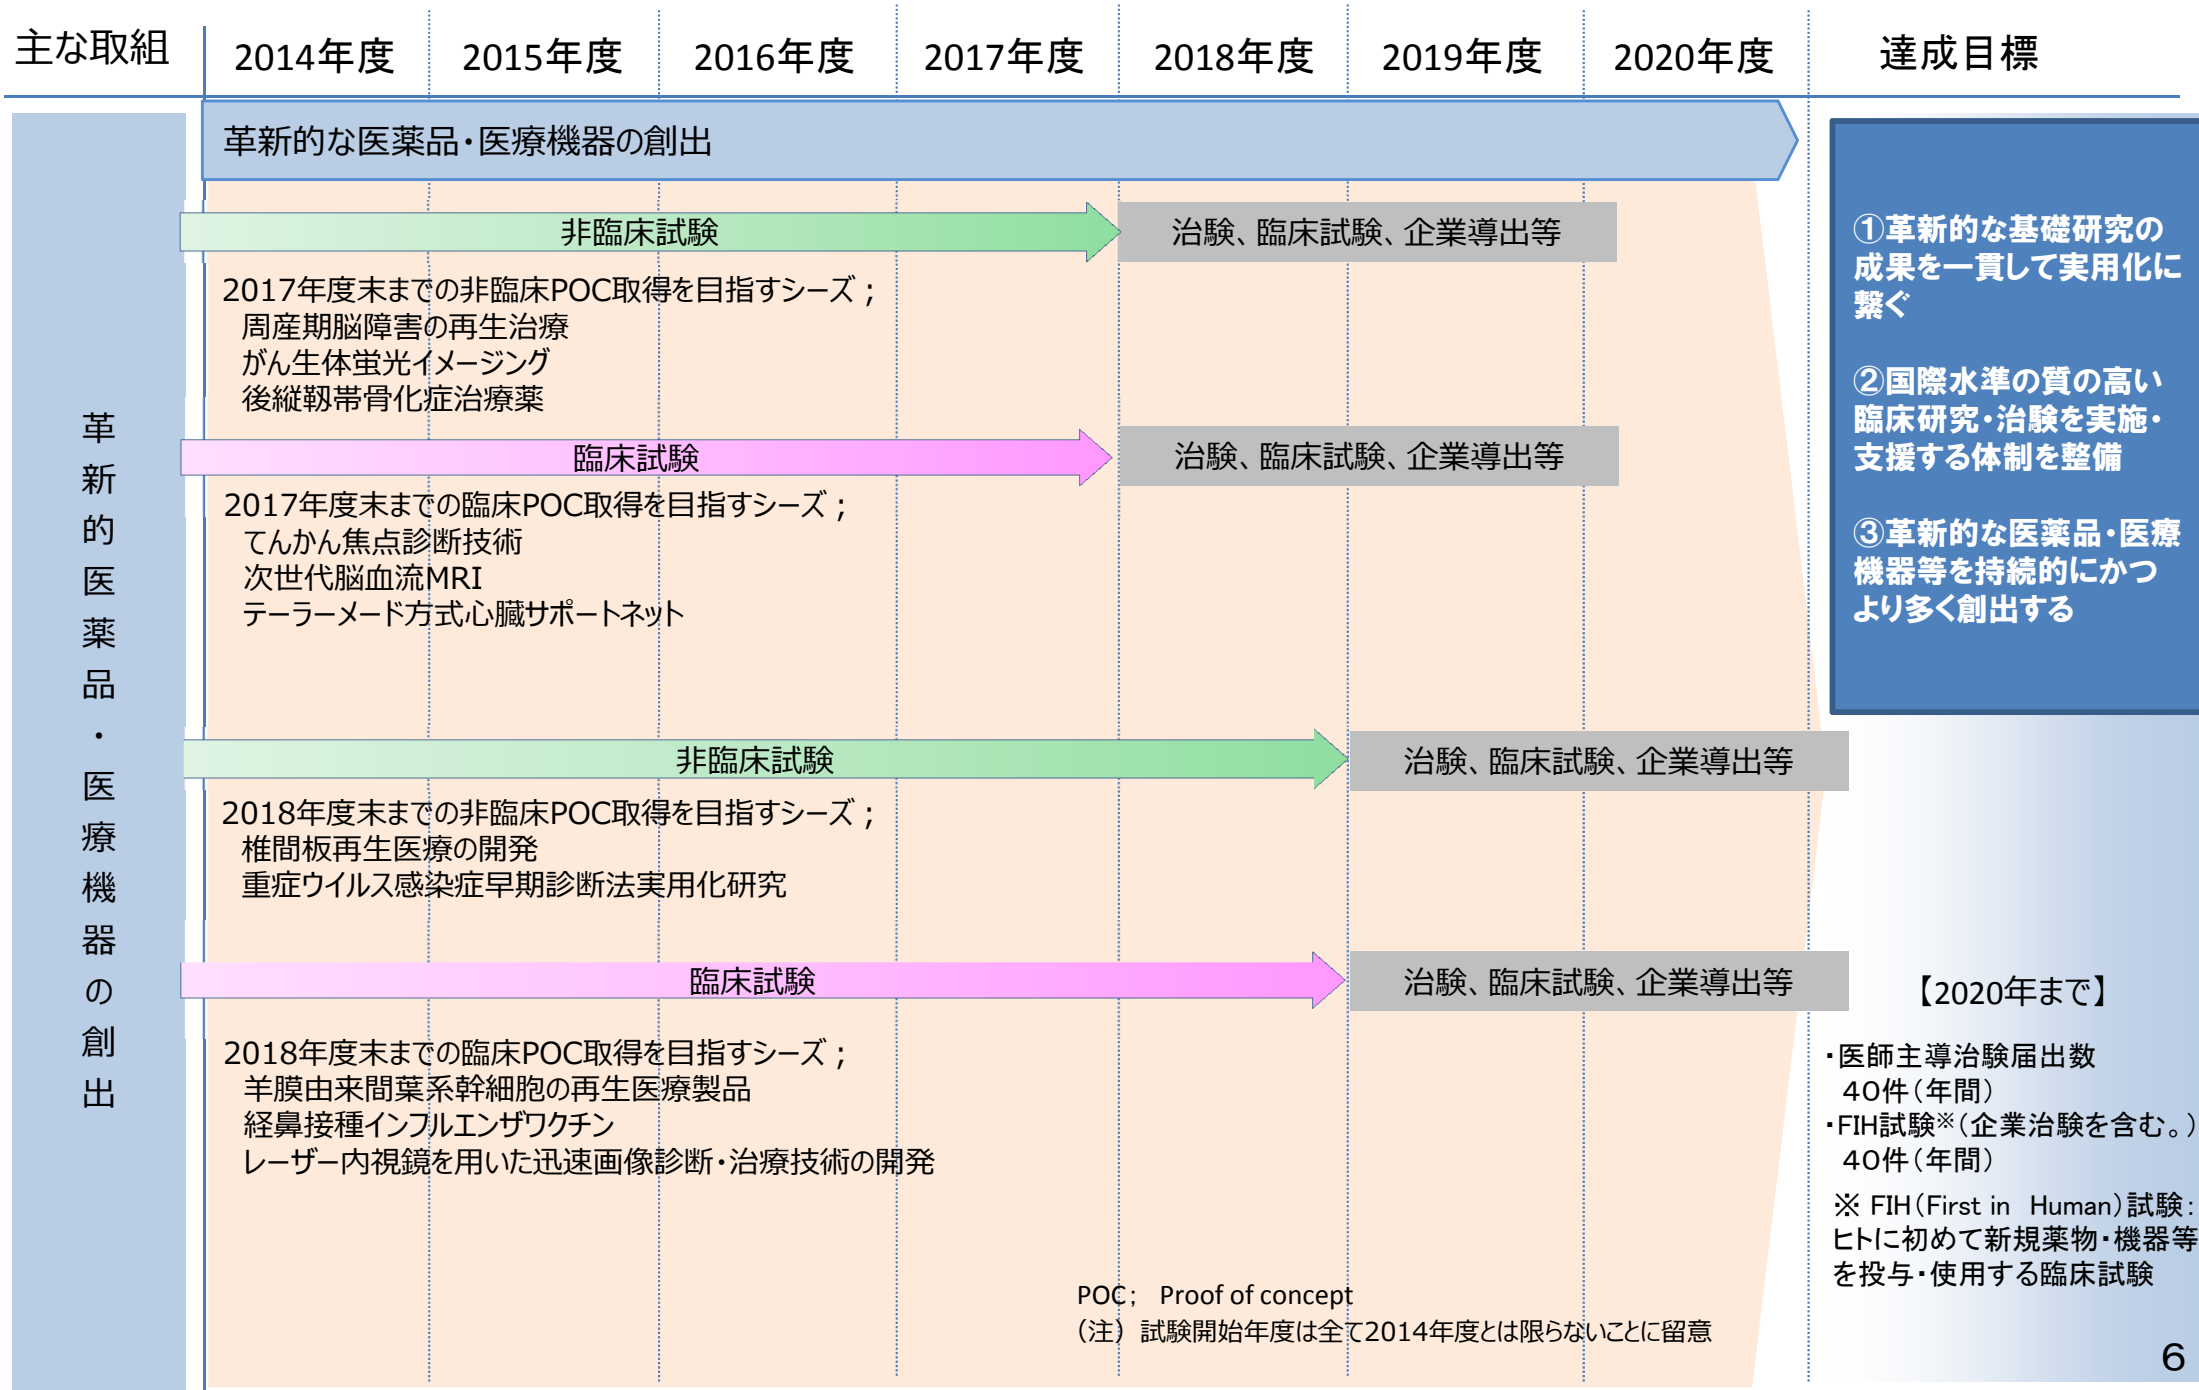 主な取組
2014年度
2015年度
2016年度
2017年度
2018年度
2019年度
2020年度
達成目標
革新的医薬品・医療機器の創出
革新的な医薬品・医療機器の創出
非臨床試験
治験、臨床試験、企業導出等
2017年度末までの非臨床POC取得を目指すシーズ；
周産期脳障害の再生治療
がん生体蛍光イメージング
後縦靱帯骨化症治療薬
臨床試験
治験、臨床試験、企業導出等
2017年度末までの臨床POC取得を目指すシーズ；
てんかん焦点診断技術
次世代脳血流MRI
テーラーメード方式心臓サポートネット
非臨床試験
治験、臨床試験、企業導出等
2018年度末までの非臨床POC取得を目指すシーズ；
椎間板再生医療の開発
重症ウイルス感染症早期診断法実用化研究
臨床試験
治験、臨床試験、企業導出等
2018年度末までの臨床POC取得を目指すシーズ；
羊膜由来間葉系幹細胞の再生医療製品
経鼻接種インフルエンザワクチン
レーザー内視鏡を用いた迅速画像診断・治療技術の開発
POC； Proof of concept
（注） 試験開始年度は全て2014年度とは限らないことに留意
①革新的な基礎研究の
成果を一貫して実用化に
繋ぐ
②国際水準の質の高い
臨床研究・治験を実施・
支援する体制を整備
③革新的な医薬品・医療
機器等を持続的にかつ
より多く創出する
【2020年まで】
・医師主導治験届出数
40件（年間）
・FIH試験※（企業治験を含む。）
40件（年間）
※ FIH（First in Human）試験：
ヒトに初めて新規薬物・機器等
を投与・使用する臨床試験
6